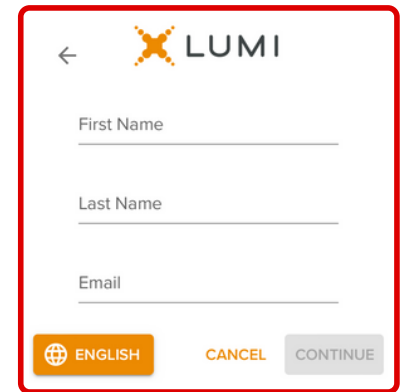 LUMI
First Name
Last Name
Email
ENGLISH CANCEL CONTINUE